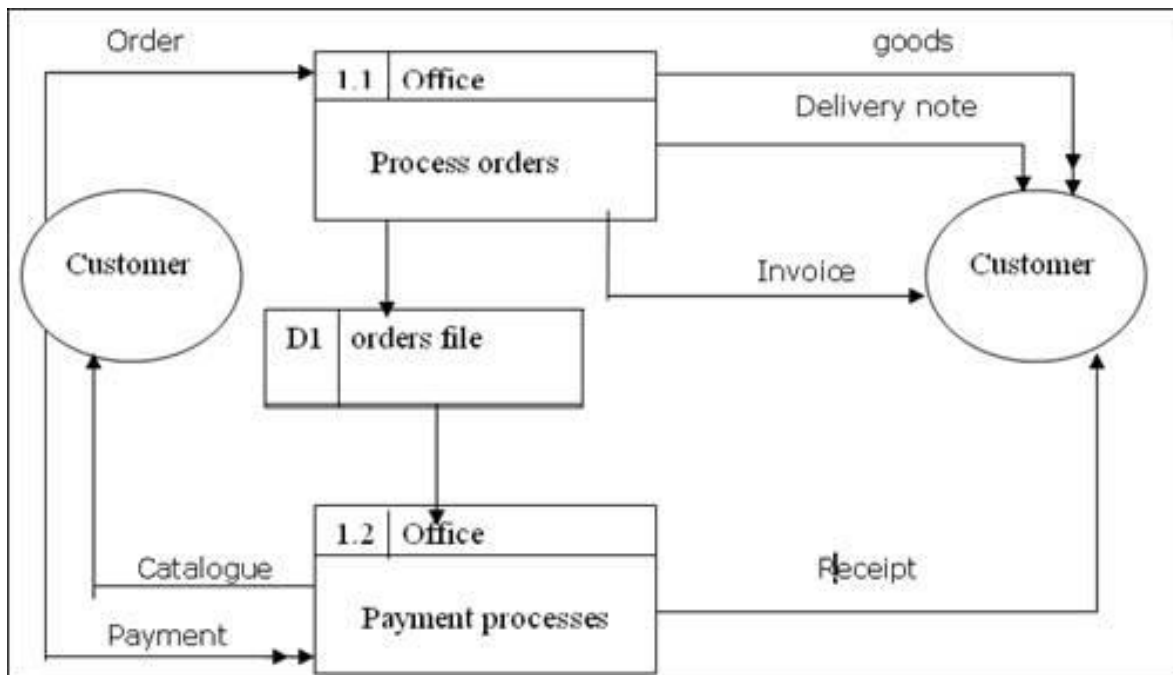 Order
goods
1.1 Office
Delivery note
Process orders
Customer
Customer
Invoice
D1 orders file
1.2 Office
Catalogue
Receipt
Payment processes
Payment